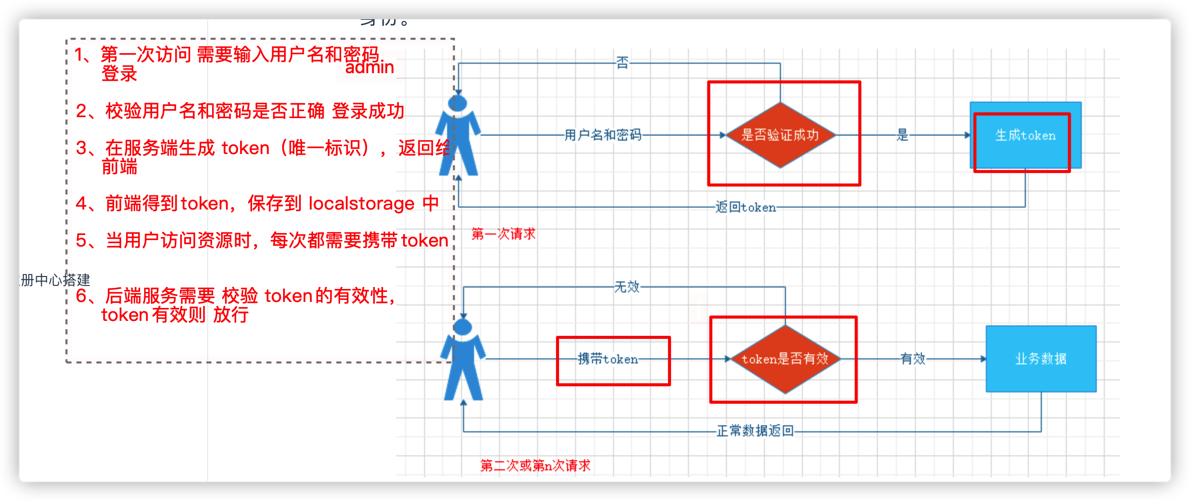 身份。
1、第一次访问 需要输入用户名和密码
登录
admin
2、校验用户名和密码是否正确 登录成功
3、在服务端生成 token（唯一标识），返回给
前端
4、前端得到token，保存到 localstorage 中
5、当用户访问资源时，每次都需要携带token
册中心搭建
6、后端服务需要 校验 token的有效性，
token有效则 放行
否
用户名和密码
是否验证成功
是
生成token
返回token
第一次请求
无效
携带token
token是否有效
有效
业务数据
正常数据返回
第二次或第n次请求